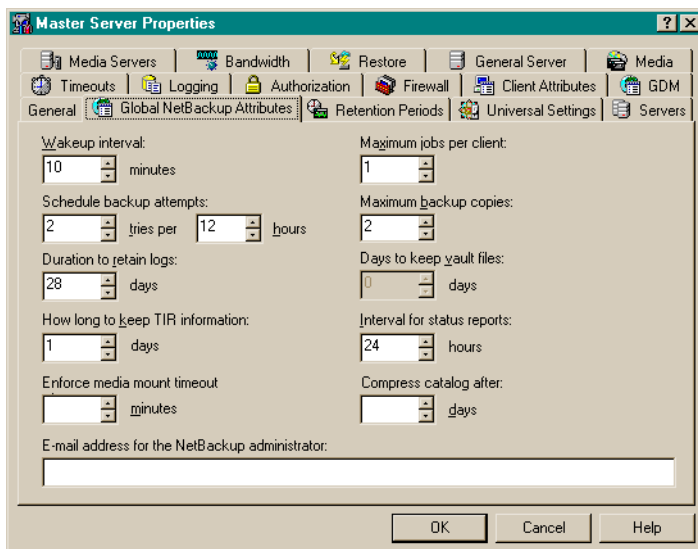 Master Server Properties
Media Servers Bandwidth Restore General Server Media
Timeouts Logging Authorization Firewall Client Attributes GDM
General Global NetBackup Attributes Retention Periods Universal Settings Servers
Wakeup interval: Maximum jobs per client:
10 minutes 1
Schedule backup attempts: Maximum backup copies:
2 tries per 12 hours 2
Duration to retain logs: Days to keep vault files:
28 days 0 days
How long to keep TIR information: Interval for status reports:
1 days 24 hours
Enforce media mount timeout Compress catalog after:
minutes days
E-mail address for the NetBackup administrator:
OK Cancel Help